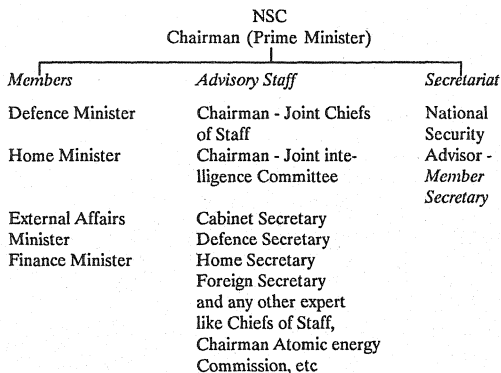 NSC
Chairman (Prime Minister)
Members
Defence Minister
Home Minister
External Affairs
Minister
Finance Minister
Advisory Staff
Chairman - Joint Chiefs
of Staff
Chairman - Joint inte-
lligence Committee
Cabinet Secretary
Defence Secretary
Home Secretary
Foreign Secretary
and any other expert
like Chiefs of Staff,
Chairman Atomic energy
Commission, etc
Secretariat
National
Security
Advisor -
Member
Secretary